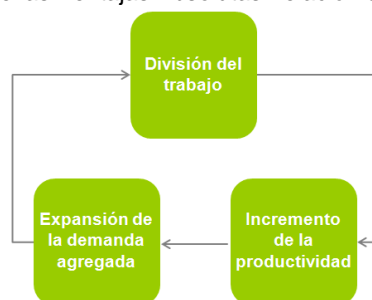 División del
trabajo
Expansión de
la demanda
agregada
Incremento
de la
productividad